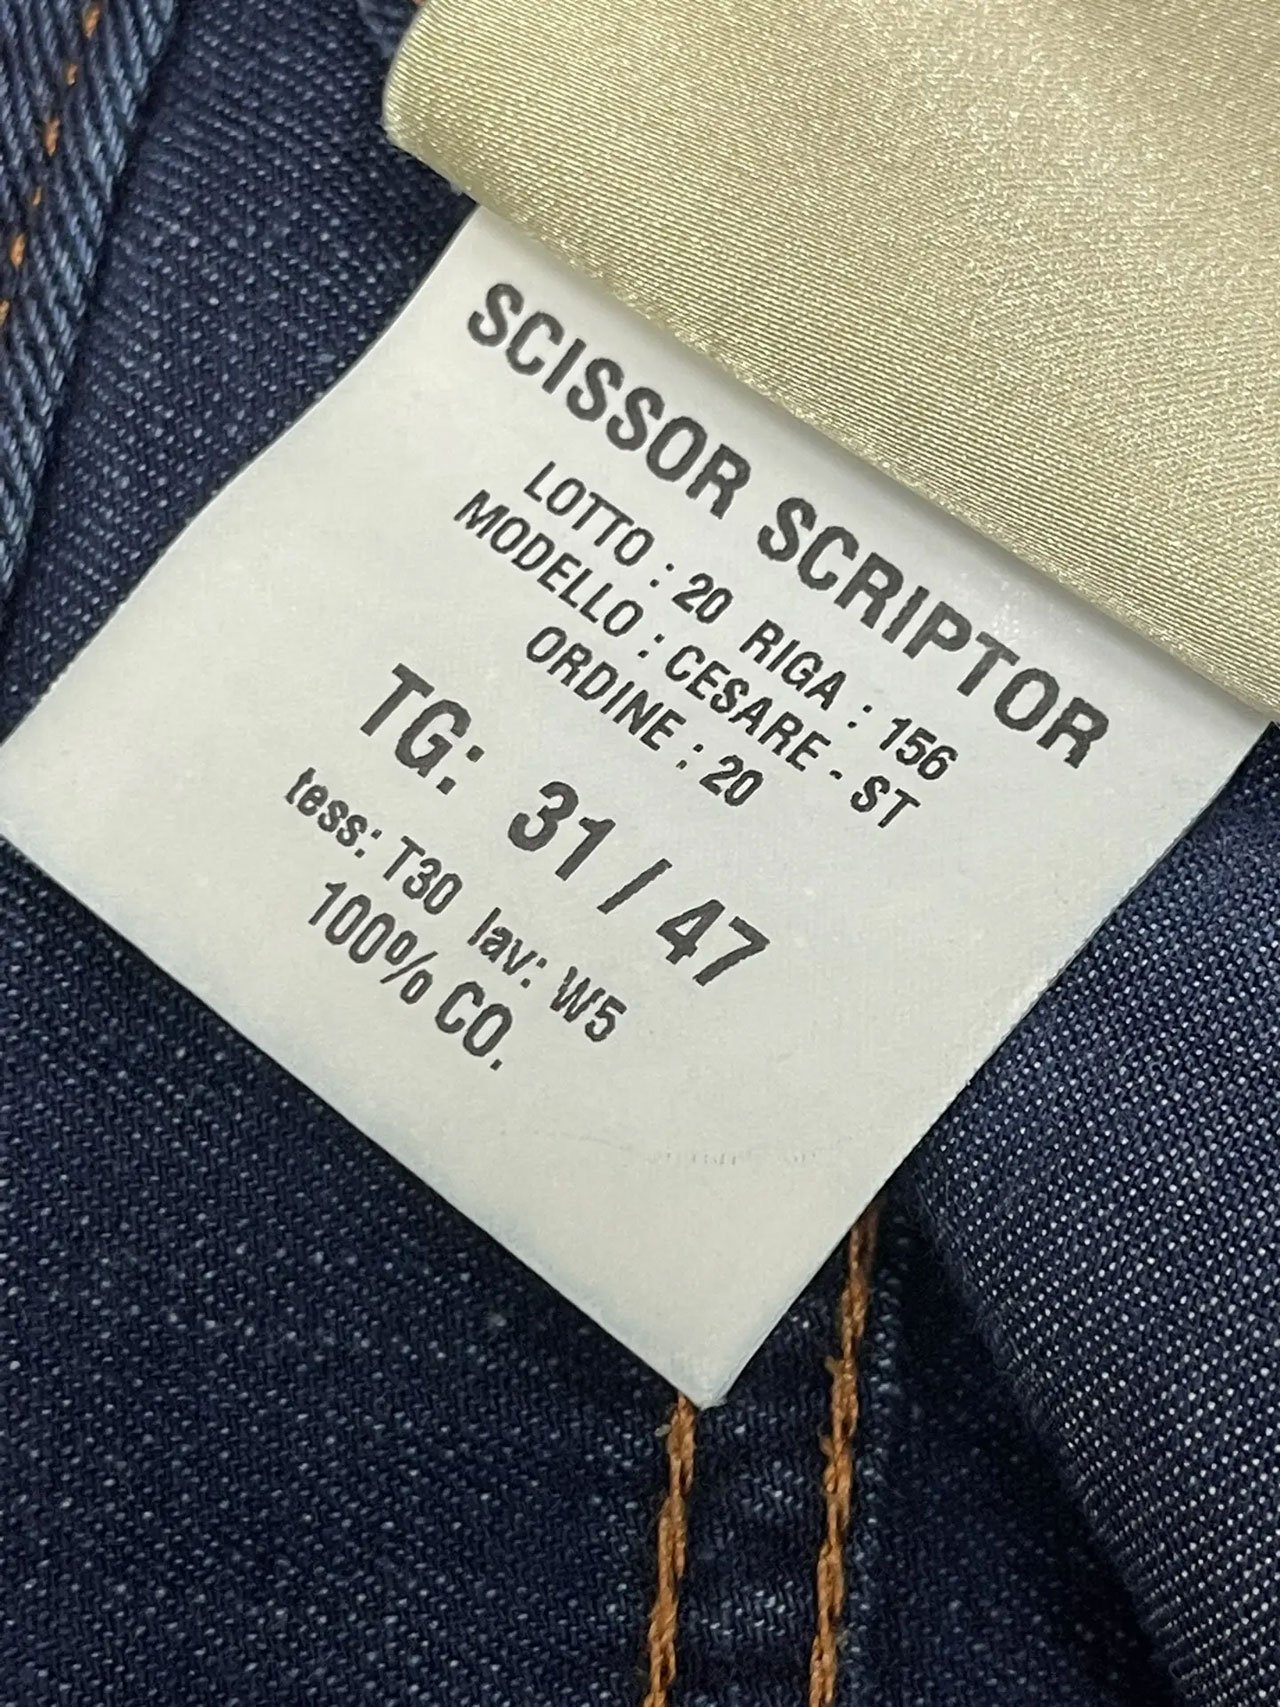 SCISSOR SCRIPTOR
LOTTO : 20 RIGA : 156
MODELLO : CESARE - ST
ORDINE : 20
TG: 31 / 47
tess: T30 lav: W5
100% CO.